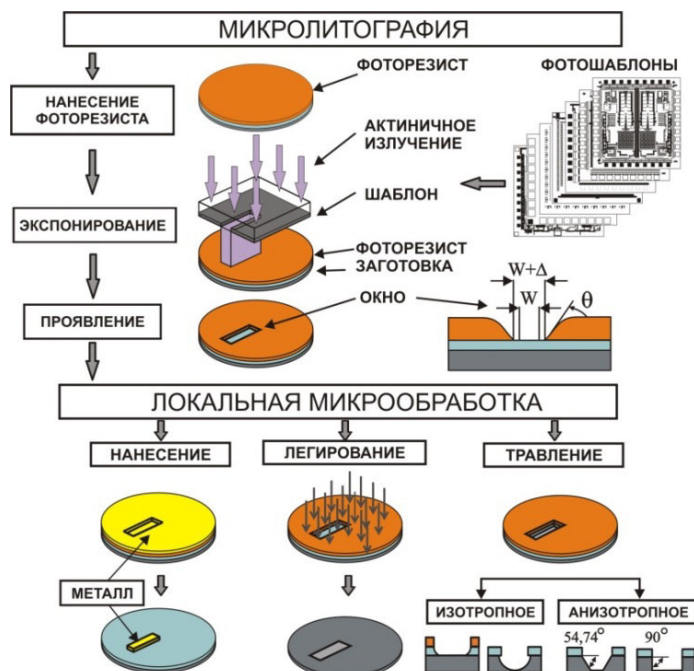 МИКРОЛИТОГРАФИЯ
ФОТОРЕЗИСТ
ФОТОШАБЛОНЫ
НАНЕСЕНИЕ
ФОТОРЕЗИСТА
АКТИНИЧНОЕ
ИЗЛУЧЕНИЕ
ШАБЛОН
ЭКСПОНИРОВАНИЕ
ФОТОРЕЗИСТ
ЗАГОТОВКА
W+Δ
ОКНО
W
θ
ПРОЯВЛЕНИЕ
ЛОКАЛЬНАЯ МИКРООБРАБОТКА
НАНЕСЕНИЕ
ЛЕГИРОВАНИЕ
ТРАВЛЕНИЕ
МЕТАЛЛ
ИЗОТРОПНОЕ
АНИЗОТРОПНОЕ
54,74°
90°